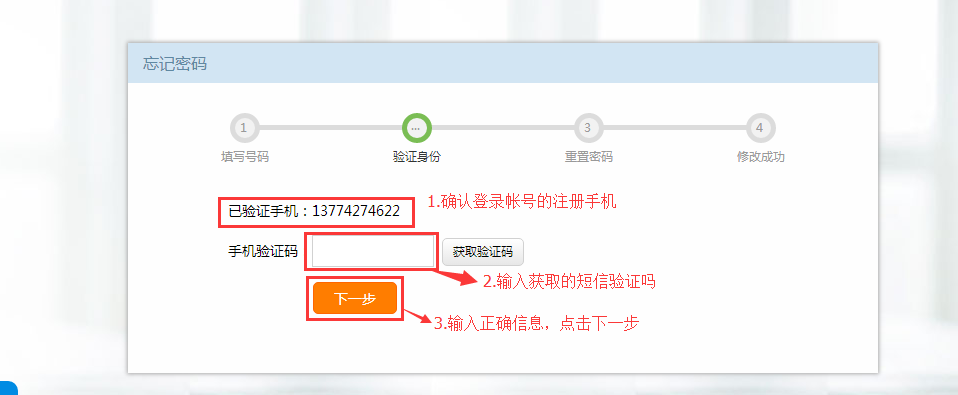 忘记密码
1 ... 3 4
填写号码 验证身份 重置密码 修改成功
已验证手机：13774274622 1.确认登录帐号的注册手机
手机验证码 获取验证码
2.输入获取的短信验证吗
下一步
3.输入正确信息，点击下一步